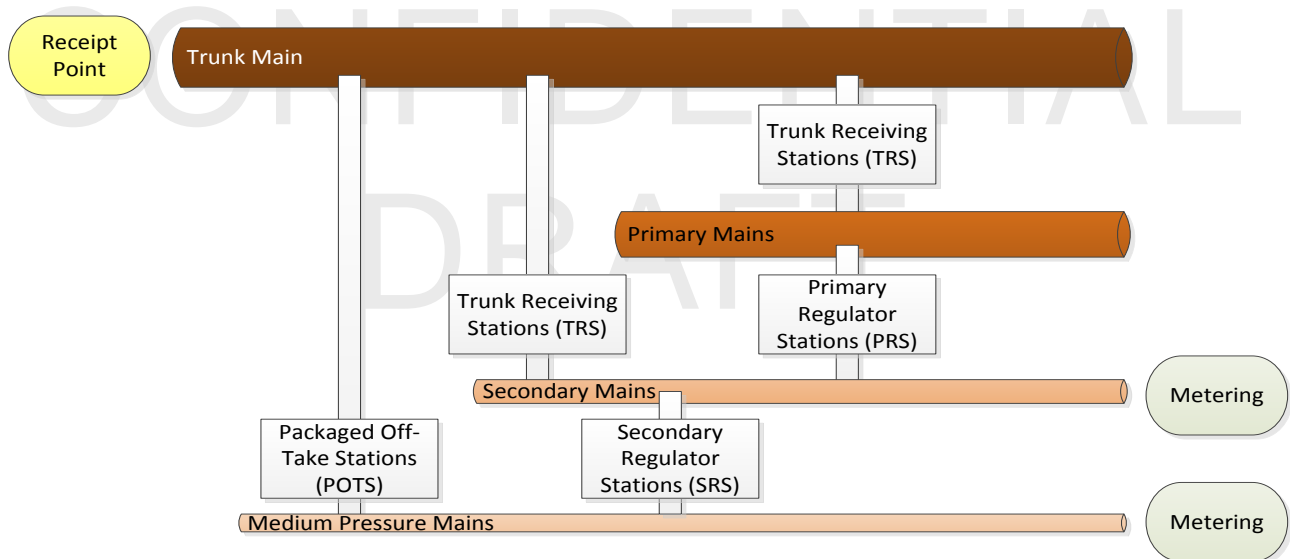 CONFIDENTIAL
DRAFT
Receipt
Point
Trunk Main
Trunk Receiving
Stations (TRS)
Primary Mains
Trunk Receiving
Stations (TRS)
Primary
Regulator
Stations (PRS)
Secondary Mains
Metering
Packaged Off-
Take Stations
(POTS)
Secondary
Regulator
Stations (SRS)
Medium Pressure Mains
Metering